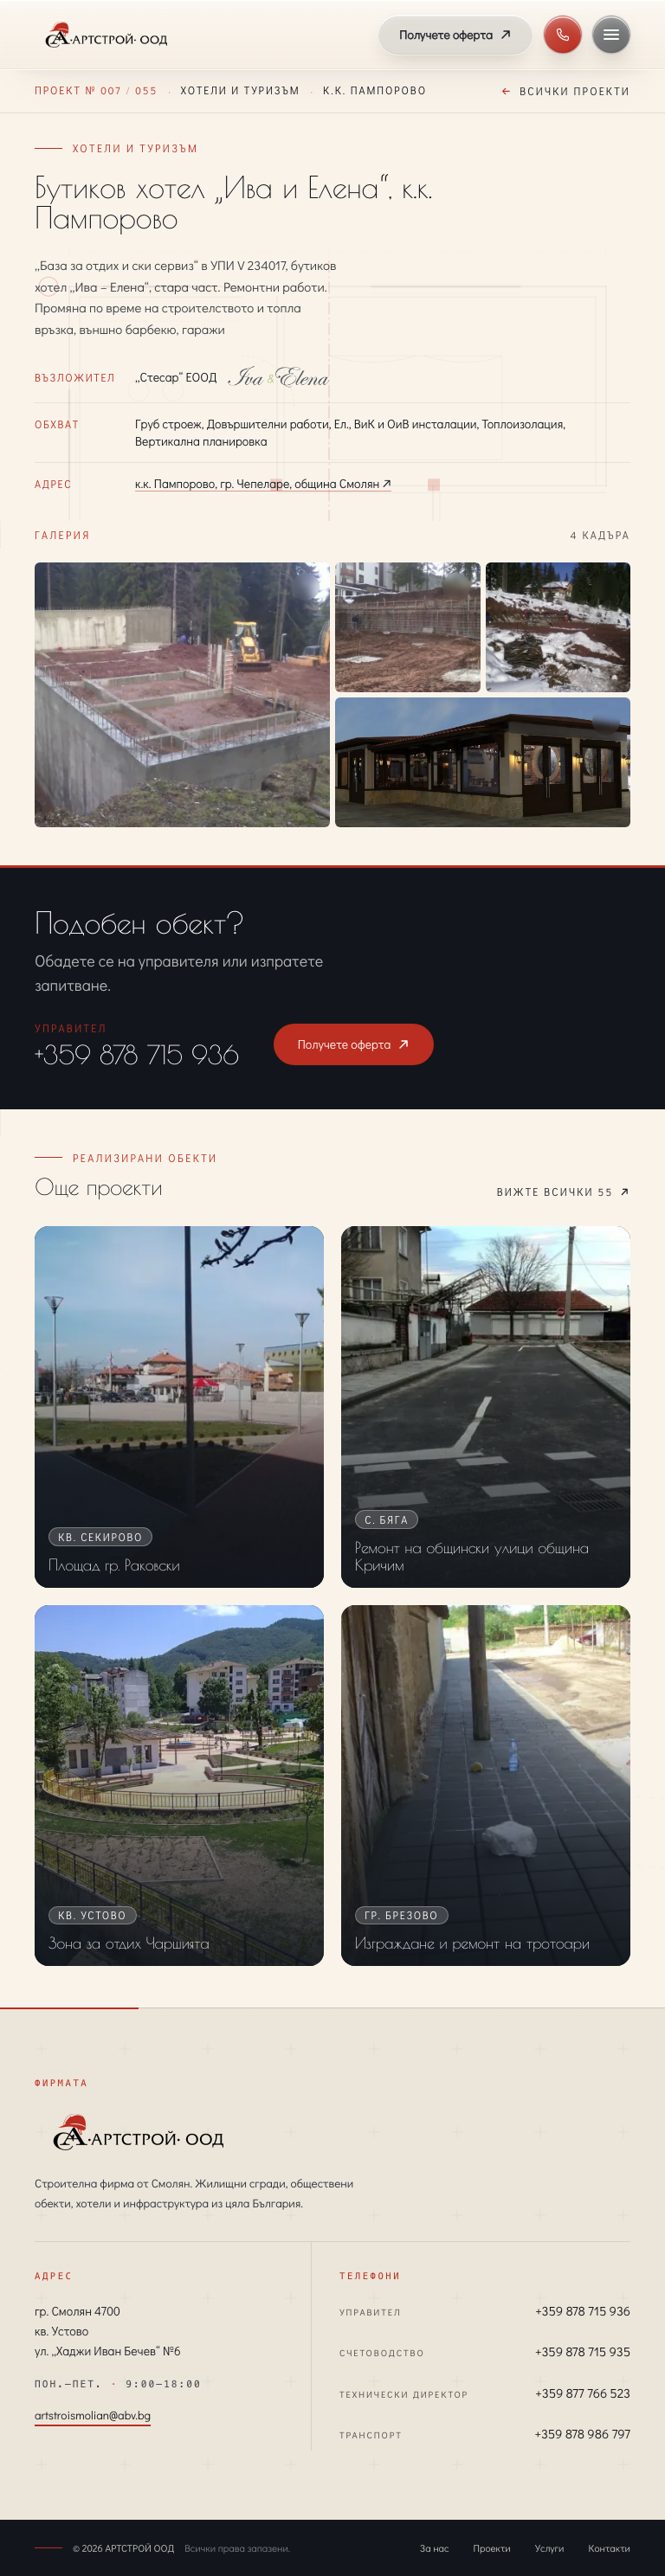 АРТСТРОЙ· ООД
Получете оферта ↗
ПРОЕКТ № 007 / 055 · ХОТЕЛИ И ТУРИЗЪМ · К.К. ПАМПОРОВО
← ВСИЧКИ ПРОЕКТИ
ХОТЕЛИ И ТУРИЗЪМ
Бутиков хотел „Ива и Елена“, к.к.
Пампорово
„База за отдих и ски сервиз“ в УПИ V 234017, бутиков
хотел „Ива – Елена“, стара част. Ремонтни работи.
Промяна по време на строителството и топла
връзка, външно барбекю, гаражи
ВЪЗЛОЖИТЕЛ
„Стесар“ ЕООД
Iva & Elena
ОБХВАТ
Груб строеж, Довършителни работи, Ел., ВиК и ОиВ инсталации, Топлоизолация,
Вертикална планировка
АДРЕС
к.к. Пампорово, гр. Чепеларе, община Смолян ↗
ГАЛЕРИЯ
4 КАДЪРА
Подобен обект?
Обадете се на управителя или изпратете
запитване.
УПРАВИТЕЛ
+359 878 715 936
Получете оферта ↗
РЕАЛИЗИРАНИ ОБЕКТИ
Още проекти
ВИЖТЕ ВСИЧКИ 55 ↗
КВ. СЕКИРОВО
Площад гр. Раковски
С. БЯГА
Ремонт на общински улици община
Кричим
КВ. УСТОВО
Зона за отдих Чаршията
ГР. БРЕЗОВО
Изграждане и ремонт на тротоари
ФИРМАТА
АРТСТРОЙ· ООД
Строителна фирма от Смолян. Жилищни сгради, обществени
обекти, хотели и инфраструктура из цяла България.
АДРЕС
гр. Смолян 4700
кв. Устово
ул. „Хаджи Иван Бечев“ №6
ПОН.–ПЕТ. · 9:00–18:00
artstroismolian@abv.bg
ТЕЛЕФОНИ
УПРАВИТЕЛ
+359 878 715 936
СЧЕТОВОДСТВО
+359 878 715 935
ТЕХНИЧЕСКИ ДИРЕКТОР
+359 877 766 523
ТРАНСПОРТ
+359 878 986 797
© 2026 АРТСТРОЙ ООД
Всички права запазени.
За нас
Проекти
Услуги
Контакти